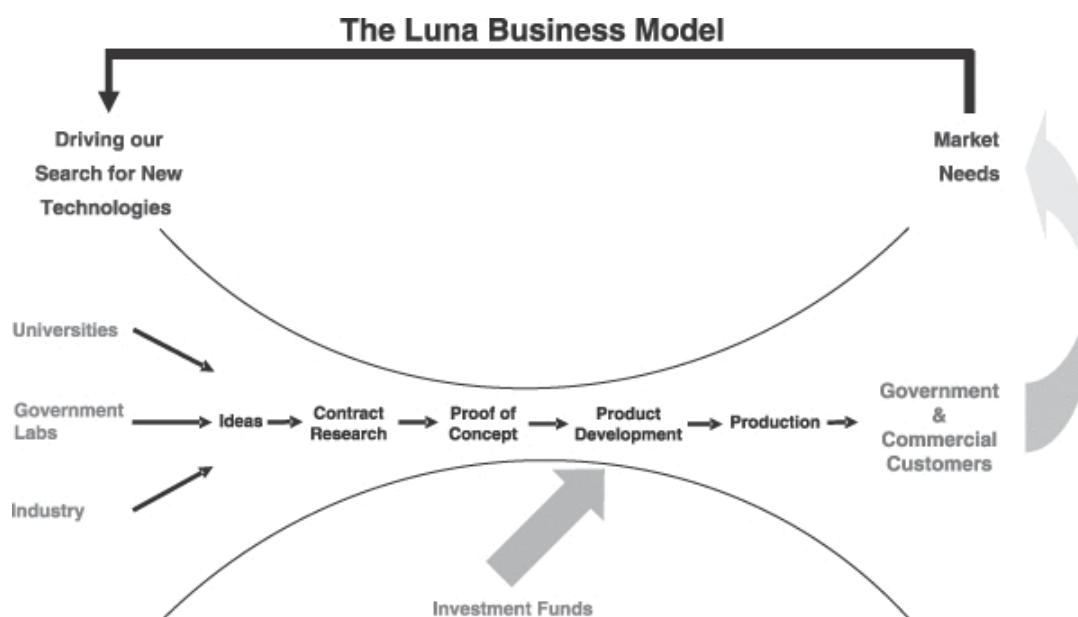 The Luna Business Model
Driving our
Search for New
Technologies
Market
Needs
Universities
Government
Labs
Industry
Ideas
Contract
Research
Proof of
Concept
Product
Development
Production
Government
&
Commercial
Customers
Investment Funds